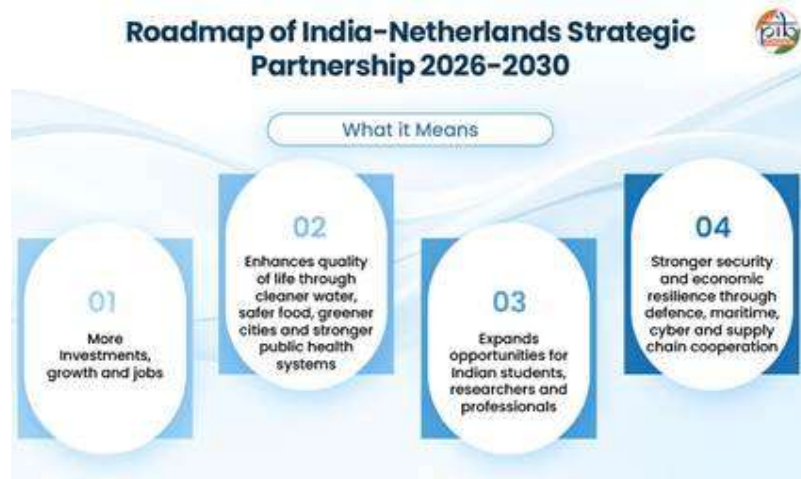 Roadmap of India-Netherlands Strategic
Partnership 2026-2030
pib
What it Means
01
More
Investments,
growth and jobs
02
Enhances quality
of life through
cleaner water,
safer food, greener
cities and stronger
public health
systems
03
Expands
opportunities for
Indian students,
researchers and
professionals
04
Stronger security
and economic
resilience through
defence, maritime,
cyber and supply
chain cooperation